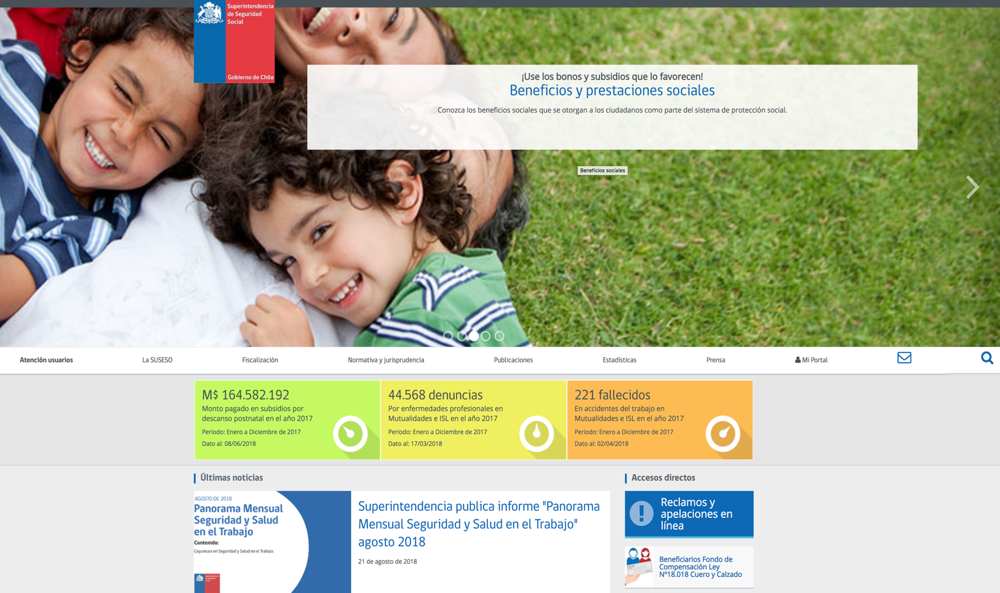 Superintendencia
de Seguridad
Social
Gobierno de Chile
¡Use los bonos y subsidios que lo favorecen!
Beneficios y prestaciones sociales
Conozca los beneficios sociales que se otorgan a los ciudadanos como parte del sistema de protección social.
Beneficios sociales
Atención usuarios
La SUSESO
Fiscalización
Normativa y jurisprudencia
Publicaciones
Estadísticas
Prensa
Mi Portal
M$ 164.582.192
Monto pagado en subsidios por
descanso postnatal en el año 2017
Periodo: Enero a Diciembre de 2017
Dato al: 08/06/2018
44.568 denuncias
Por enfermedades profesionales en
Mutualidades e ISL en el año 2017
Periodo: Enero a Diciembre de 2017
Dato al: 17/03/2018
221 fallecidos
En accidentes del trabajo en
Mutualidades e ISL en el año 2017
Periodo: Enero a Diciembre de 2017
Dato al: 02/04/2018
Últimas noticias
AGOSTO DE 2018
Panorama Mensual
Seguridad y Salud
en el Trabajo
Contenido:
Coyuntura en Seguridad y Salud en el Trabajo.
Superintendencia
de Seguridad
Social
Superintendencia publica informe "Panorama
Mensual Seguridad y Salud en el Trabajo"
agosto 2018
21 de agosto de 2018
Accesos directos
Reclamos y
apelaciones en
línea
Beneficiarios Fondo de
Compensación Ley
N°18.018 Cuero y Calzado